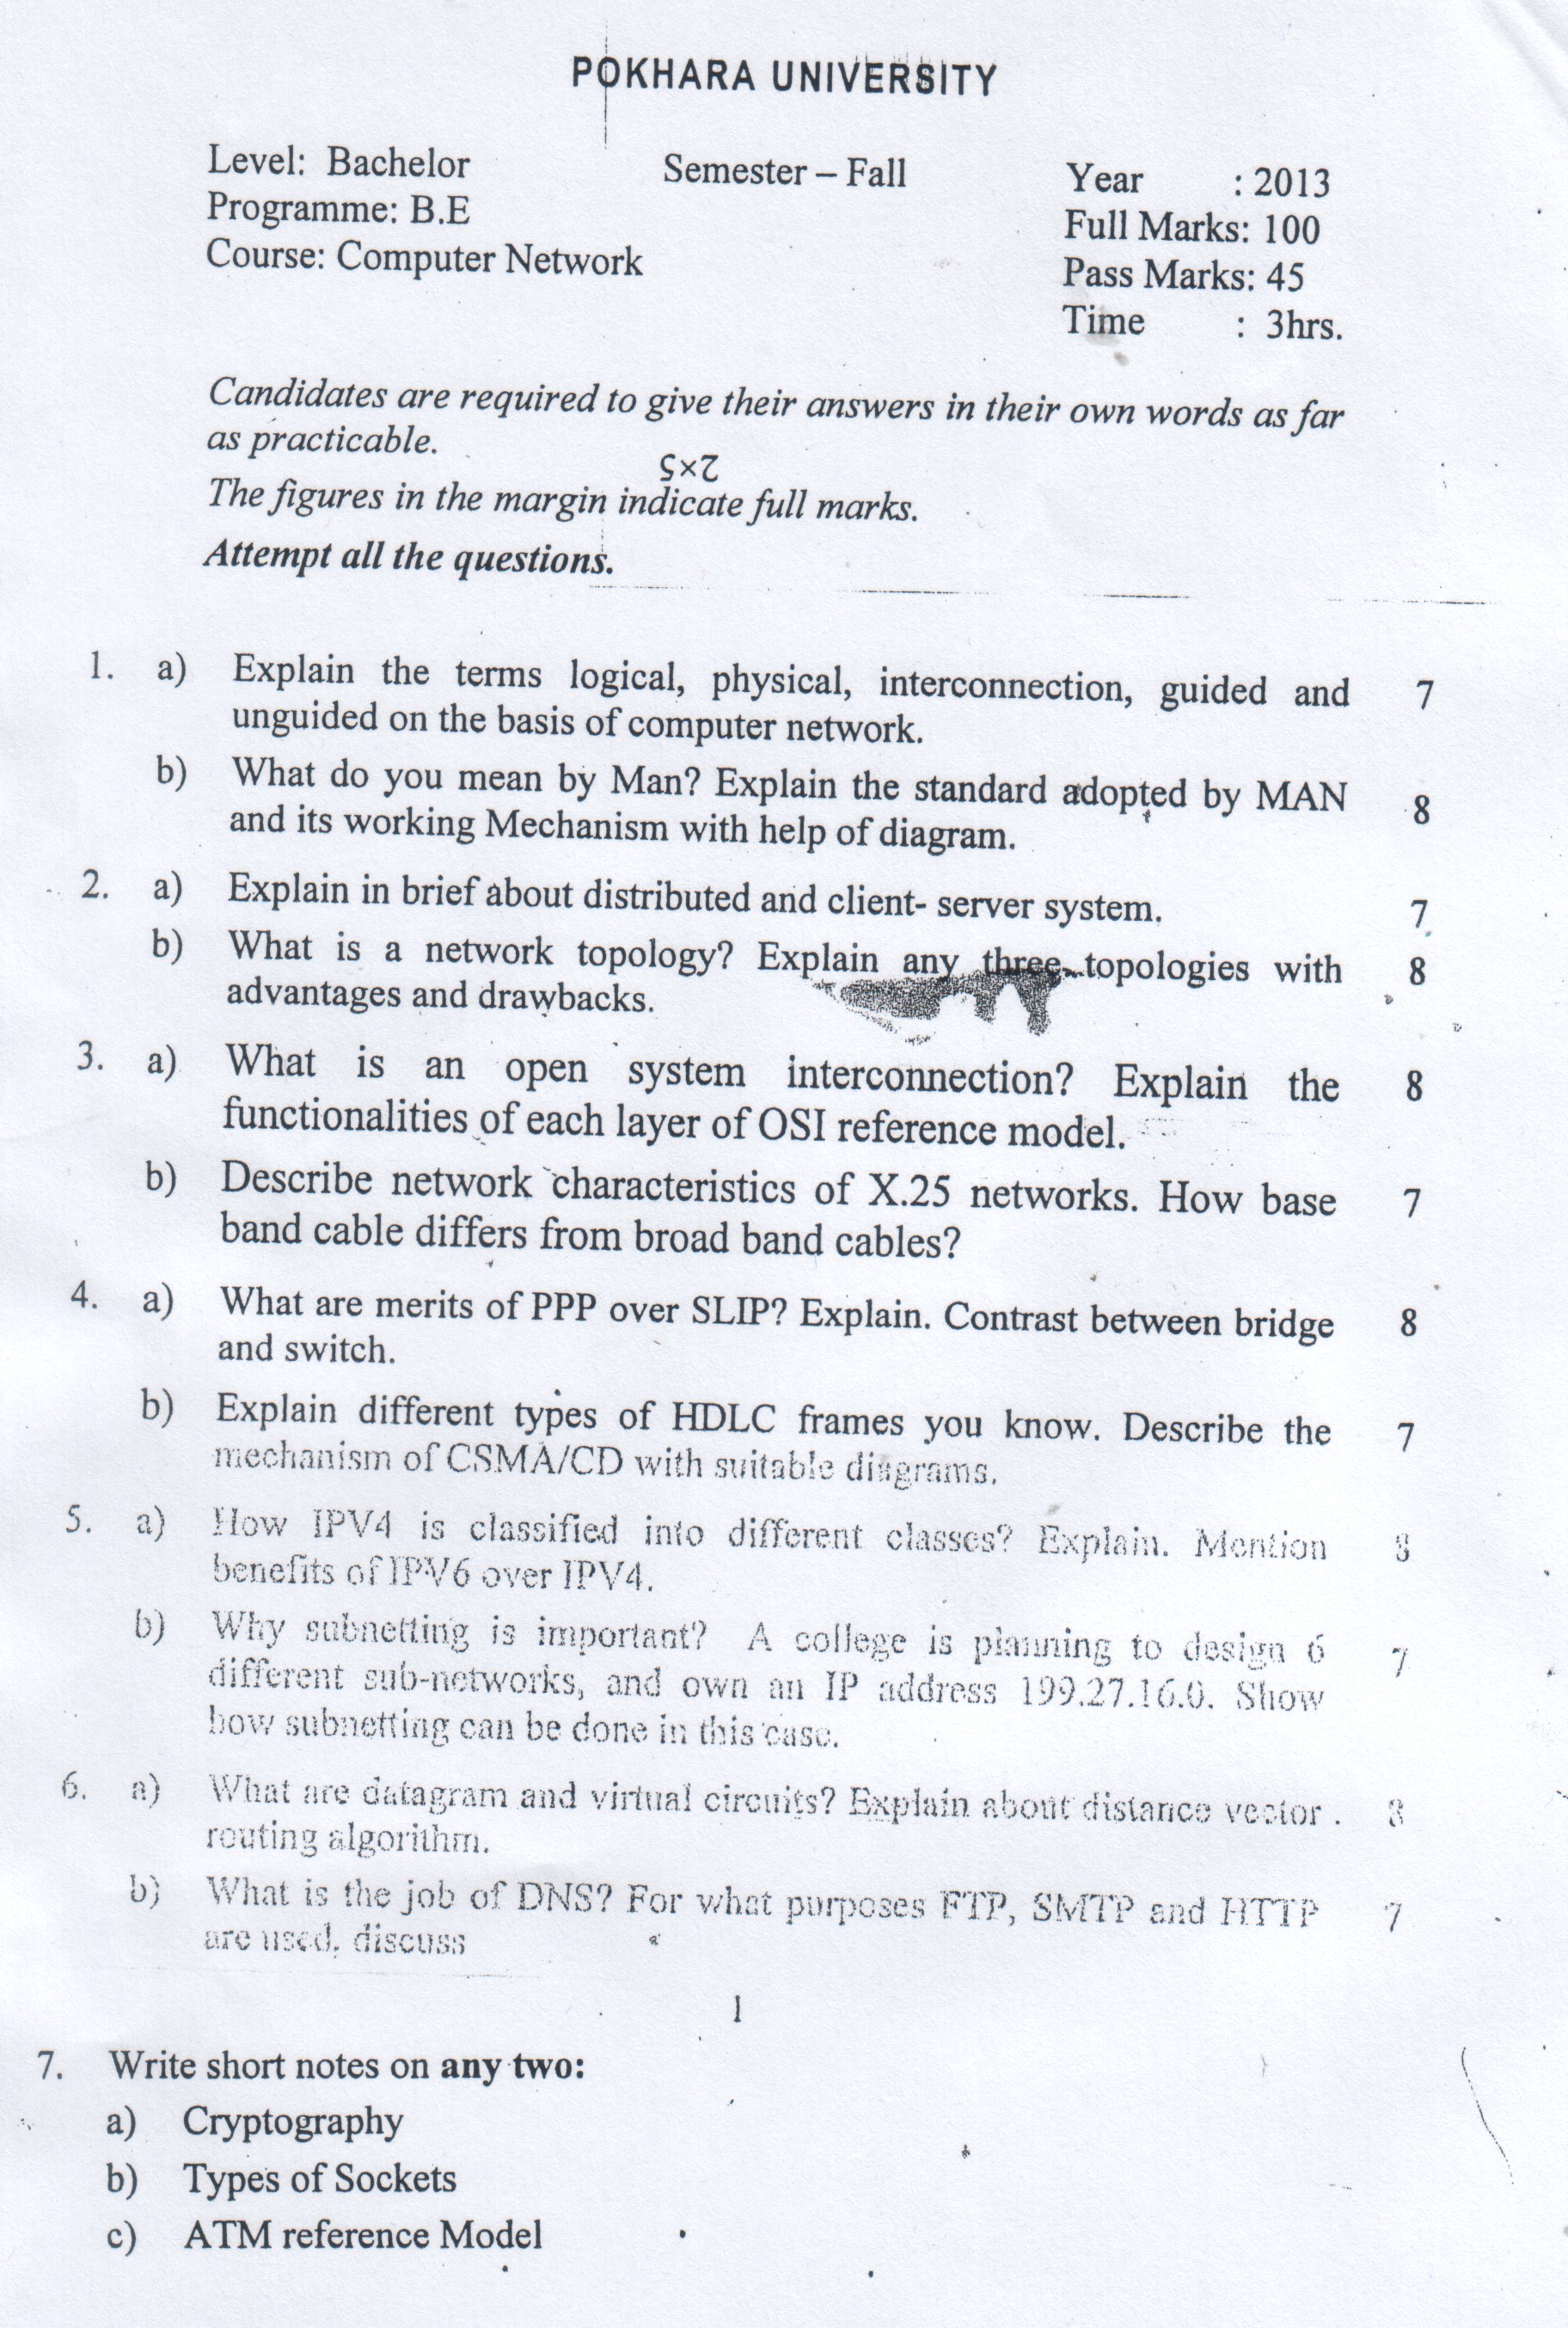 POKHARA UNIVERSITY
Level: Bachelor Semester – Fall Year : 2013
Programme: B.E Full Marks: 100
Course: Computer Network Pass Marks: 45
Time : 3hrs.
Candidates are required to give their answers in their own words as far
as practicable.
2×5
The figures in the margin indicate full marks.
Attempt all the questions.
1. a) Explain the terms logical, physical, interconnection, guided and 7
unguided on the basis of computer network.
b) What do you mean by Man? Explain the standard adopted by MAN 8
and its working Mechanism with help of diagram.
2. a) Explain in brief about distributed and client- server system. 7
b) What is a network topology? Explain any three topologies with 8
advantages and drawbacks.
3. a) What is an open system interconnection? Explain the 8
functionalities of each layer of OSI reference model.
b) Describe network characteristics of X.25 networks. How base 7
band cable differs from broad band cables?
4. a) What are merits of PPP over SLIP? Explain. Contrast between bridge 8
and switch.
b) Explain different types of HDLC frames you know. Describe the 7
mechanism of CSMA/CD with suitable diagrams.
5. a) How IPV4 is classified into different classes? Explain. Mention 8
benefits of IPV6 over IPV4.
b) Why subnetting is important? A college is planning to design 6 7
different sub-networks, and own an IP address 199.27.16.0. Show
how subnetting can be done in this case.
6. a) What are datagram and virtual circuits? Explain about distance vector 8
routing algorithm.
b) What is the job of DNS? For what purposes FTP, SMTP and HTTP 7
are used, discuss
1
7. Write short notes on any two:
a) Cryptography
b) Types of Sockets
c) ATM reference Model